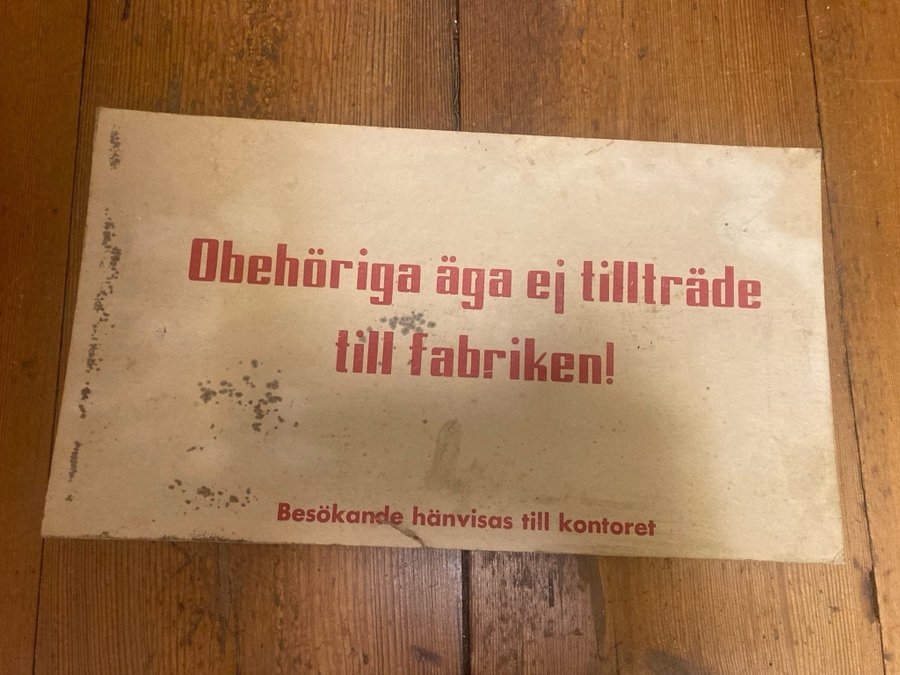 Obehöriga äga ej tillträde
till fabriken!
Besökande hänvisas till kontoret